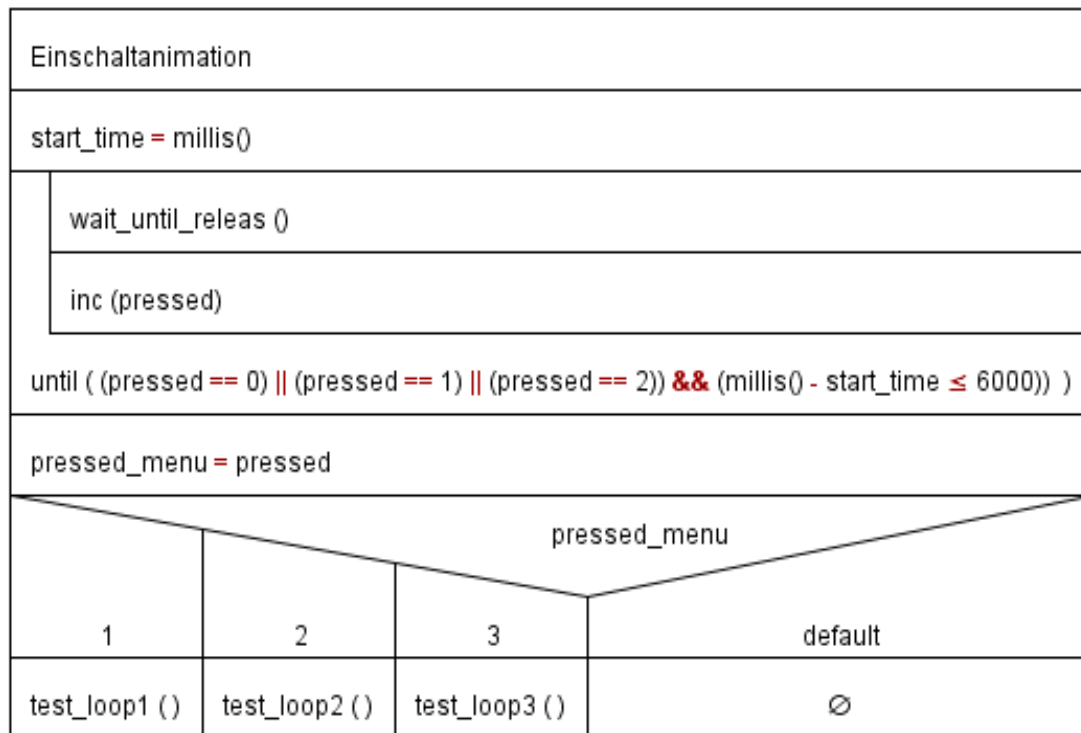 Einschaltanimation
start_time = millis()
wait_until_releas ()
inc (pressed)
until ( (pressed == 0) || (pressed == 1) || (pressed == 2)) && (millis() - start_time ≤ 6000)) )
pressed_menu = pressed
pressed_menu
1 2 3 default
test_loop1 ( ) test_loop2 ( ) test_loop3 ( ) ∅